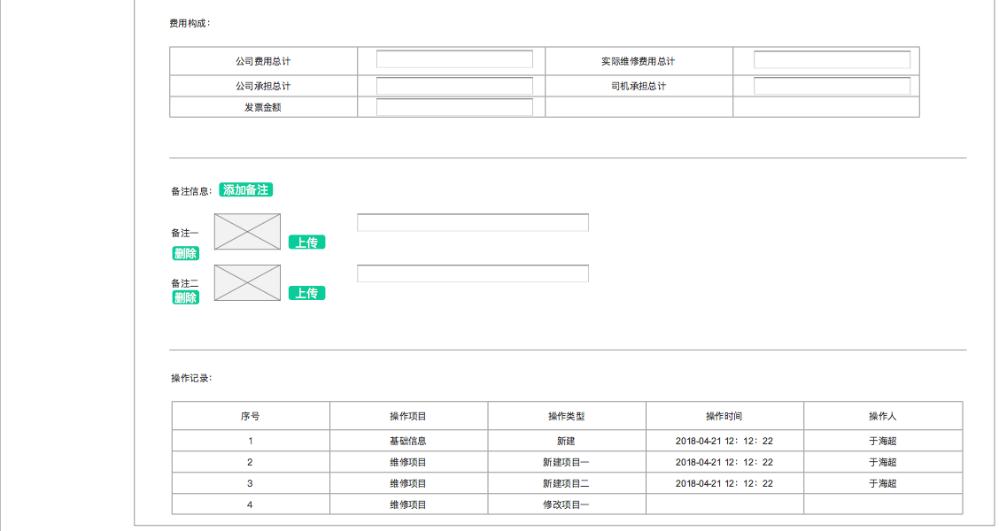 费用构成：
公司费用总计 实际维修费用总计
公司承担总计 司机承担总计
发票金额
备注信息： 添加备注
备注一 上传
删除
备注二 上传
删除
操作记录：
序号 操作项目 操作类型 操作时间 操作人
1 基础信息 新建 2018-04-21 12：12：22 于海超
2 维修项目 新建项目一 2018-04-21 12：12：22 于海超
3 维修项目 新建项目二 2018-04-21 12：12：22 于海超
4 维修项目 修改项目一